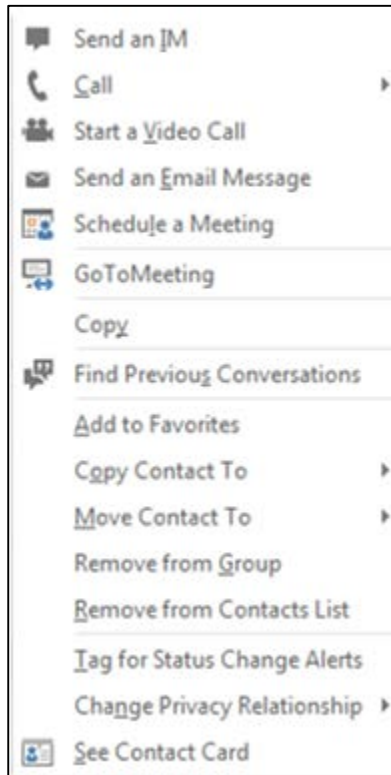 Send an IM
Call
Start a Video Call
Send an Email Message
Schedule a Meeting
GoToMeeting
Copy
Find Previous Conversations
Add to Favorites
Copy Contact To
Move Contact To
Remove from Group
Remove from Contacts List
Tag for Status Change Alerts
Change Privacy Relationship
See Contact Card